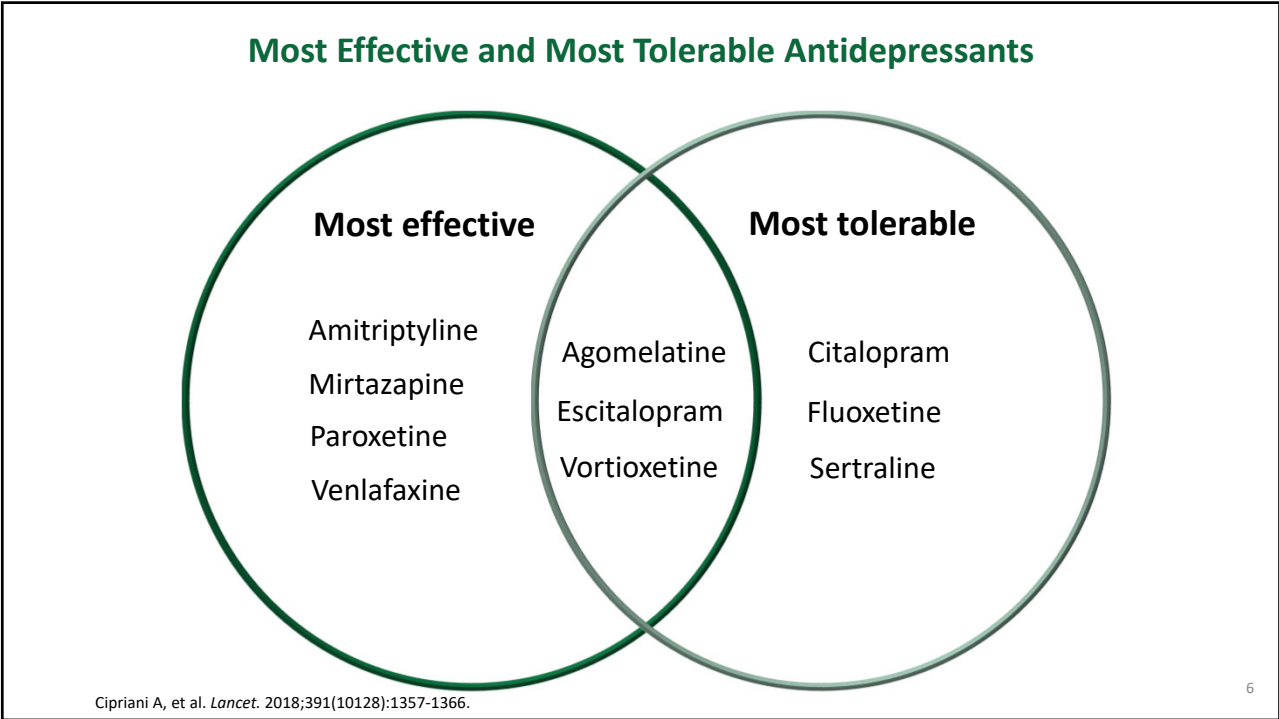 Most Effective and Most Tolerable Antidepressants
Most effective
Amitriptyline
Mirtazapine
Paroxetine
Venlafaxine
Agomelatine
Escitalopram
Vortioxetine
Most tolerable
Citalopram
Fluoxetine
Sertraline
Cipriani A, et al. Lancet. 2018;391(10128):1357-1366.
6